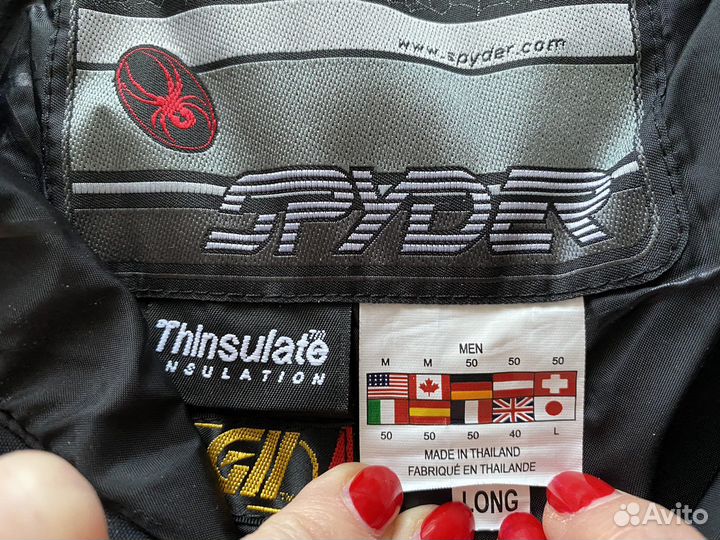 www.spyder.com
SPYDER
Thinsulate™
INSULATION
MEN
M M 50 50 50
50 50 50 40 L
MADE IN THAILAND
FABRIQUÉ EN THAILANDE
LONG
Avito